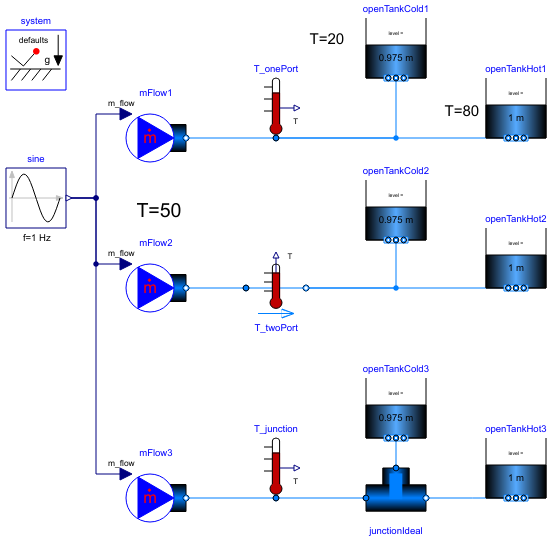 system
defaults
g
openTankCold1
level =
0.975 m
T=20
T_onePort
T
openTankHot1
level =
1 m
T=80
mFlow1
m_flow
ṁ
sine
f=1 Hz
T=50
openTankCold2
level =
0.975 m
openTankHot2
level =
1 m
mFlow2
m_flow
ṁ
T
T_twoPort
openTankCold3
level =
0.975 m
T_junction
T
openTankHot3
level =
1 m
mFlow3
m_flow
ṁ
junctionIdeal